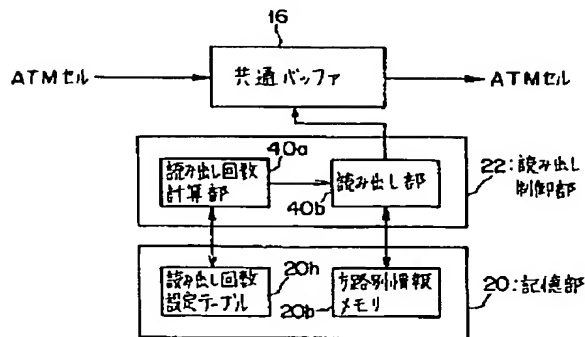 16
ATMセル
共通バッファ
ATMセル
読み出し回数
計算部
40a
読み出し部
40b
22:読み出し
制御部
読み出し回数
設定テーブル
20h
方路別情報
メモリ
20b
20:記憶部